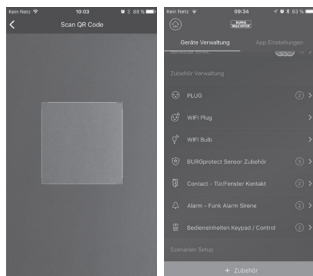 Kein Netz 10:03 88 %
Scan QR Code
Kein Netz 09:34 83 %
BURG WÄCHTER
Geräte Verwaltung App Einstellungen
Zubehör Verwaltung
PLUG
WIFI Plug
WIFI Bulb
BURGprotect Sensor Zubehör
Contact - Tür/Fenster Kontakt
Alarm - Funk Alarm Sirene
Bedieneinheiten Keypad / Control
Szenarien Setup
+ Zubehör